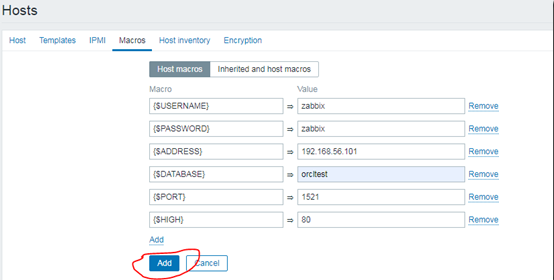 Hosts
Host Templates IPMI Macros Host inventory Encryption
Host macros Inherited and host macros
Macro Value
{$USERNAME} ⇒ zabbix Remove
{$PASSWORD} ⇒ zabbix Remove
{$ADDRESS} ⇒ 192.168.56.101 Remove
{$DATABASE} ⇒ orcltest Remove
{$PORT} ⇒ 1521 Remove
{$HIGH} ⇒ 80 Remove
Add
Add Cancel